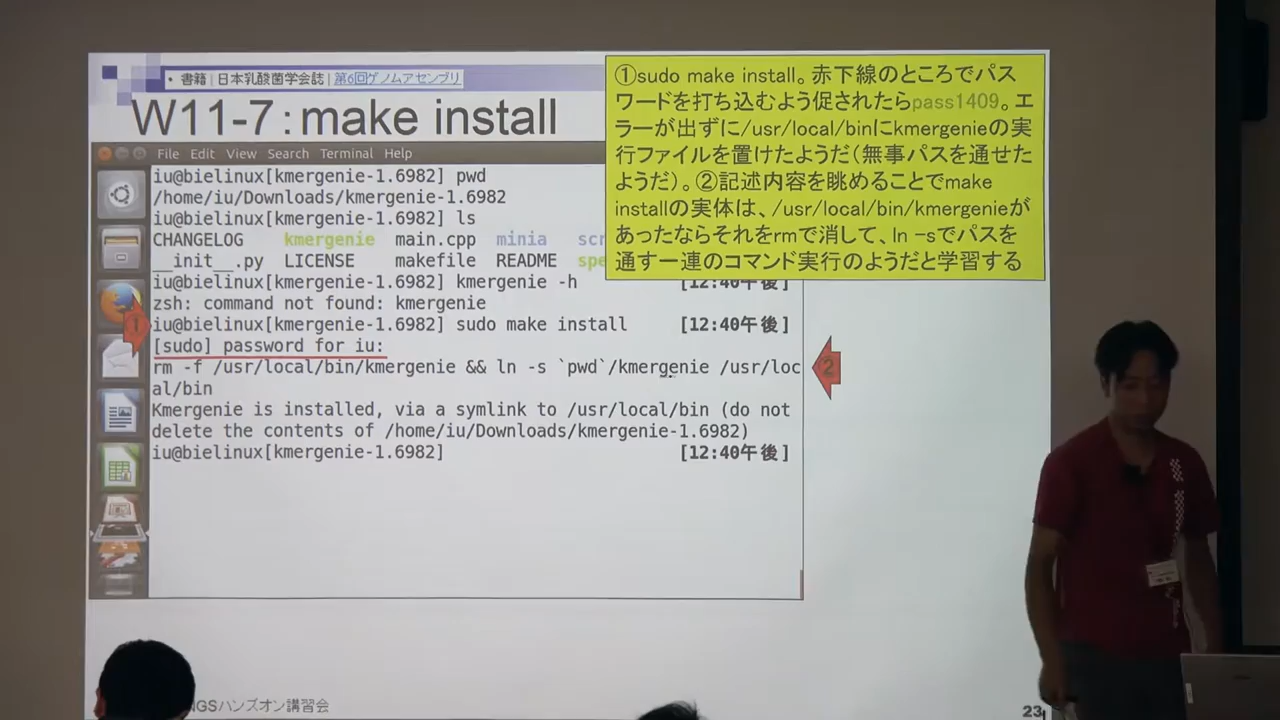 • 書籍 | 日本乳酸菌学会誌 | 第6回ゲノムアセンブリ
W11-7:make install
①sudo make install。赤下線のところでパス
ワードを打ち込むよう促されたらpass1409。エ
ラーが出ずに/usr/local/binにkmergenieの実
行ファイルを置けたようだ(無事パスを通せた
ようだ)。②記述内容を眺めることでmake
installの実体は、/usr/local/bin/kmergenieが
あったならそれをrmで消して、ln -sでパスを
通す一連のコマンド実行のようだと学習する
File Edit View Search Terminal Help
iu@bielinux[kmergenie-1.6982] pwd
/home/iu/Downloads/kmergenie-1.6982
iu@bielinux[kmergenie-1.6982] ls
CHANGELOG kmergenie main.cpp minia scr
__init__.py LICENSE makefile README spe
iu@bielinux[kmergenie-1.6982] kmergenie -h [12:40午後]
zsh: command not found: kmergenie
① iu@bielinux[kmergenie-1.6982] sudo make install [12:40午後]
[sudo] password for iu:
rm -f /usr/local/bin/kmergenie && ln -s `pwd`/kmergenie /usr/loc ②
al/bin
Kmergenie is installed, via a symlink to /usr/local/bin (do not
delete the contents of /home/iu/Downloads/kmergenie-1.6982)
iu@bielinux[kmergenie-1.6982] [12:40午後]
NGSハンズオン講習会
23